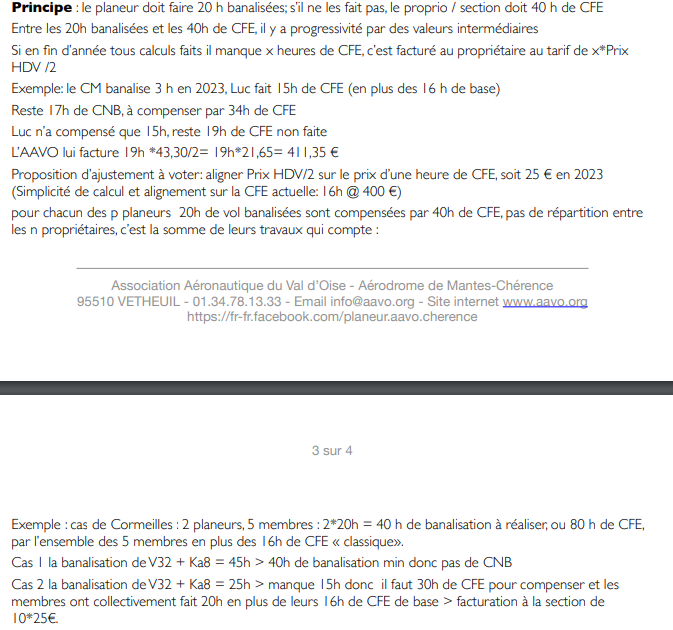 Principe : le planeur doit faire 20 h banalisées; s'il ne les fait pas, le proprio / section doit 40 h de CFE
Entre les 20h banalisées et les 40h de CFE, il y a progressivité par des valeurs intermédiaires
Si en fin d'année tous calculs faits il manque x heures de CFE, c'est facturé au propriétaire au tarif de x*Prix
HDV /2
Exemple: le CM banalise 3 h en 2023, Luc fait 15h de CFE (en plus des 16 h de base)
Reste 17h de CNB, à compenser par 34h de CFE
Luc n'a compensé que 15h, reste 19h de CFE non faite
L'AAVO lui facture 19h *43,30/2= 19h*21,65= 411,35 €
Proposition d'ajustement à voter: aligner Prix HDV/2 sur le prix d'une heure de CFE, soit 25 € en 2023
(Simplicité de calcul et alignement sur la CFE actuelle: 16h @ 400 €)
pour chacun des p planeurs 20h de vol banalisées sont compensées par 40h de CFE, pas de répartition entre
les n propriétaires, c'est la somme de leurs travaux qui compte :
Association Aéronautique du Val d'Oise - Aérodrome de Mantes-Chérence
95510 VETHEUIL - 01.34.78.13.33 - Email info@aavo.org - Site internet www.aavo.org
https://fr-fr.facebook.com/planeur.aavo.cherence
3 sur 4
Exemple : cas de Cormeilles : 2 planeurs, 5 membres : 2*20h = 40 h de banalisation à réaliser, ou 80 h de CFE,
par l'ensemble des 5 membres en plus des 16h de CFE « classique».
Cas 1 la banalisation de V32 + Ka8 = 45h > 40h de banalisation min donc pas de CNB
Cas 2 la banalisation de V32 + Ka8 = 25h > manque 15h donc il faut 30h de CFE pour compenser et les
membres ont collectivement fait 20h en plus de leurs 16h de CFE de base > facturation à la section de
10*25€.